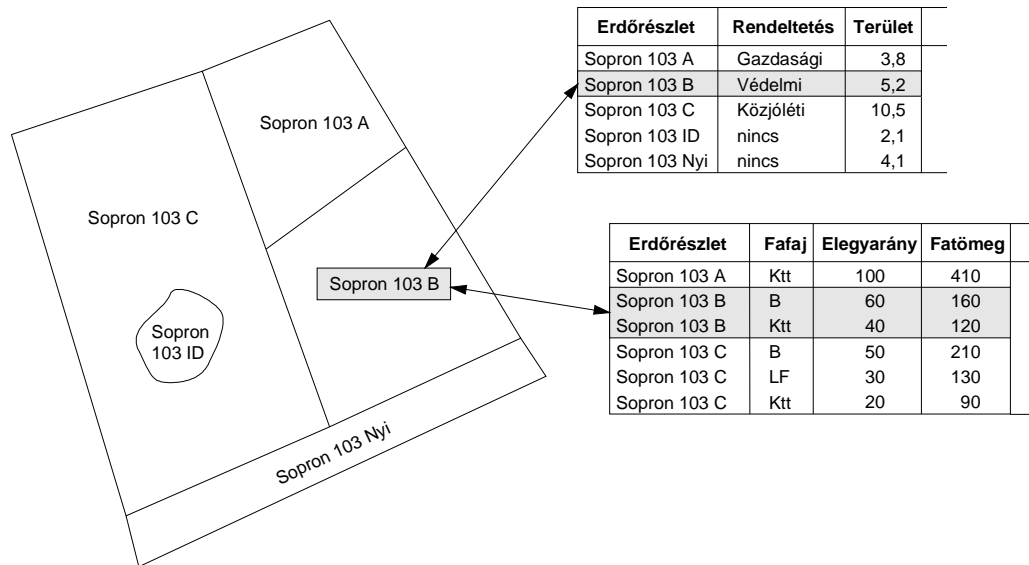 Sopron 103 A
Sopron 103 C
Sopron 103 B
Sopron
103 ID
Sopron 103 Nyi
Erdőrészlet Rendeltetés Terület
Sopron 103 A Gazdasági 3,8
Sopron 103 B Védelmi 5,2
Sopron 103 C Közjóléti 10,5
Sopron 103 ID nincs 2,1
Sopron 103 Nyi nincs 4,1
Erdőrészlet Fafaj Elegyarány Fatömeg
Sopron 103 A Ktt 100 410
Sopron 103 B B 60 160
Sopron 103 B Ktt 40 120
Sopron 103 C B 50 210
Sopron 103 C LF 30 130
Sopron 103 C Ktt 20 90